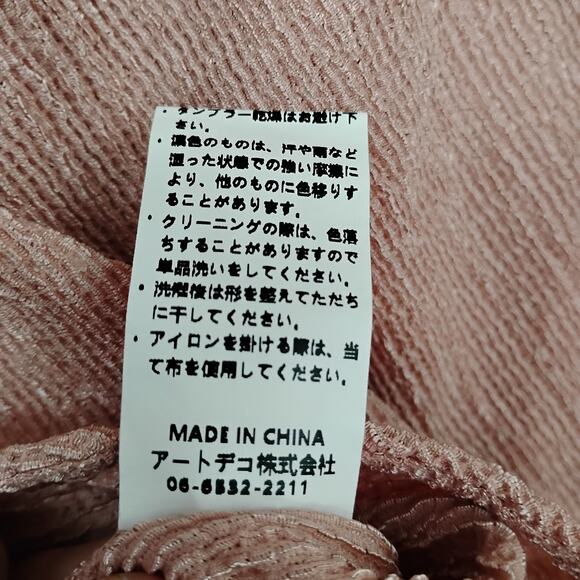 ・タンブラー乾燥はお避け下
さい。
・濃色のものは、汗や雨など
湿った状態での強い摩擦に
より、他のものに色移りす
ることがあります。
・クリーニングの際は、色落
ちすることがありますので
単品洗いをしてください。
・洗濯後は形を整えてただち
に干してください。
・アイロンを掛ける際は、当
て布を使用してください。
MADE IN CHINA
アートデコ株式会社
06-6532-2211